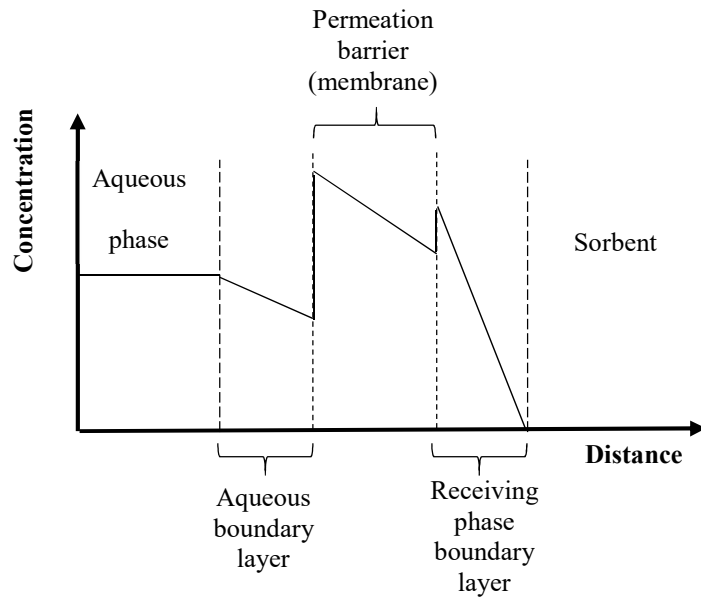 Permeation
barrier
(membrane)
Concentration
Aqueous
phase
Sorbent
Distance
Aqueous
boundary
layer
Receiving
phase
boundary
layer